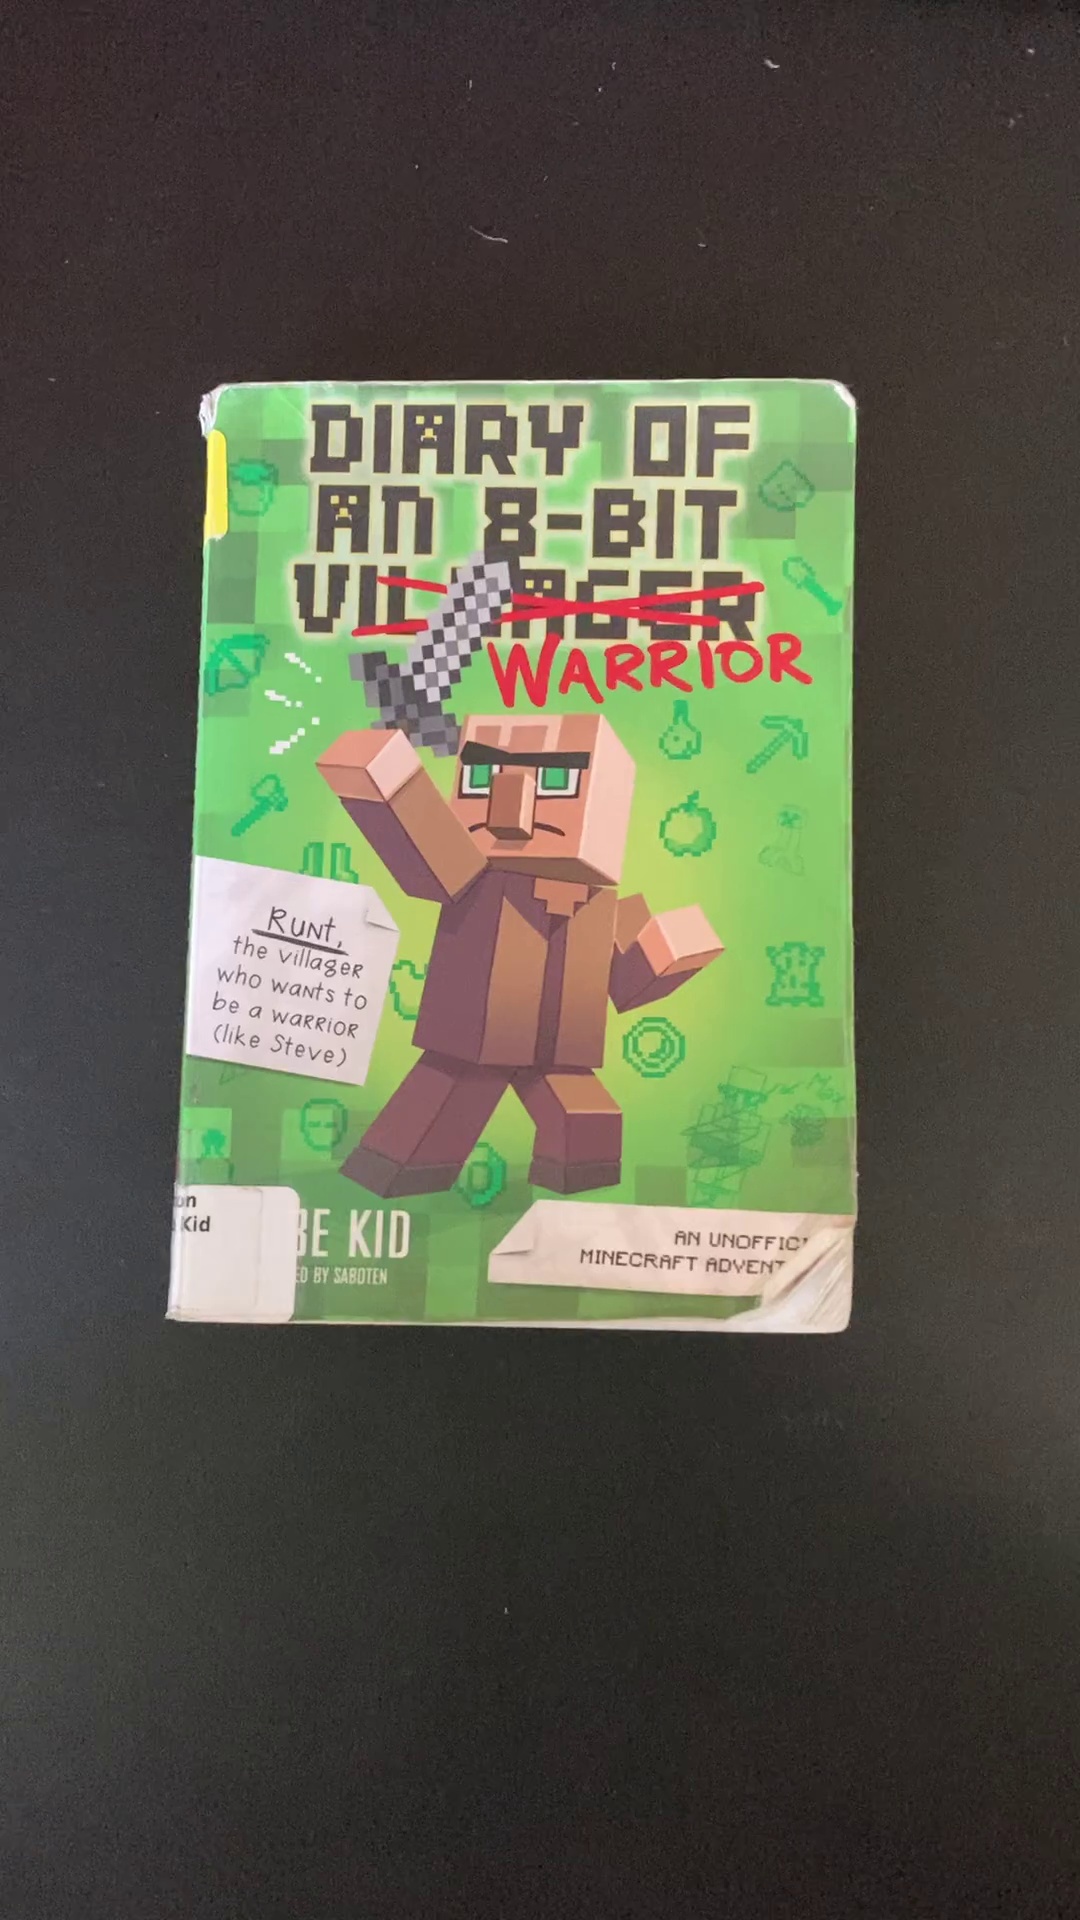 DIARY OF
AN 8-BIT
VILLAGER
WARRIOR
RUNT,
the villager
who wants to
be a warrior
(like Steve)
on
Kid
BE KID
ED BY SABOTEN
AN UNOFFIC
MINECRAFT ADVENT